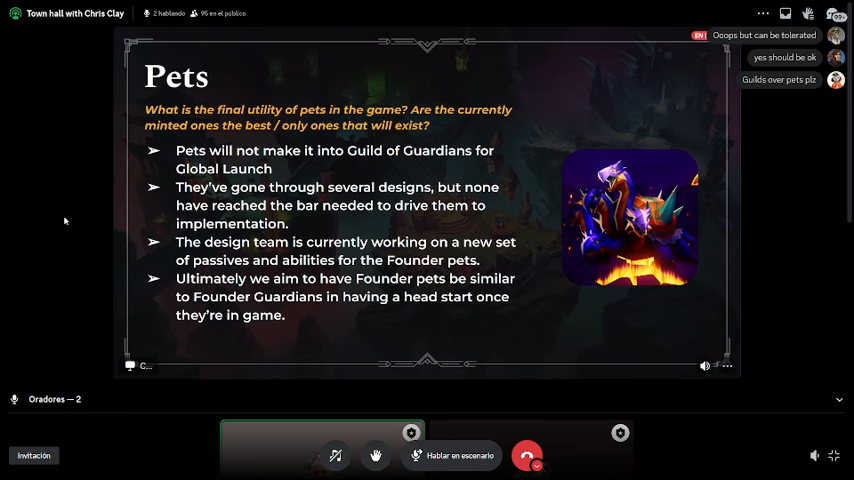 Town hall with Chris Clay
2 hablando
95 en el público
99+
EN
Ooops but can be tolerated
yes should be ok
Guilds over pets plz
Pets
What is the final utility of pets in the game? Are the currently
minted ones the best / only ones that will exist?
➤ Pets will not make it into Guild of Guardians for
Global Launch
➤ They've gone through several designs, but none
have reached the bar needed to drive them to
implementation.
➤ The design team is currently working on a new set
of passives and abilities for the Founder pets.
➤ Ultimately we aim to have Founder pets be similar
to Founder Guardians in having a head start once
they're in game.
C...
Oradores — 2
Invitación
Hablar en escenario